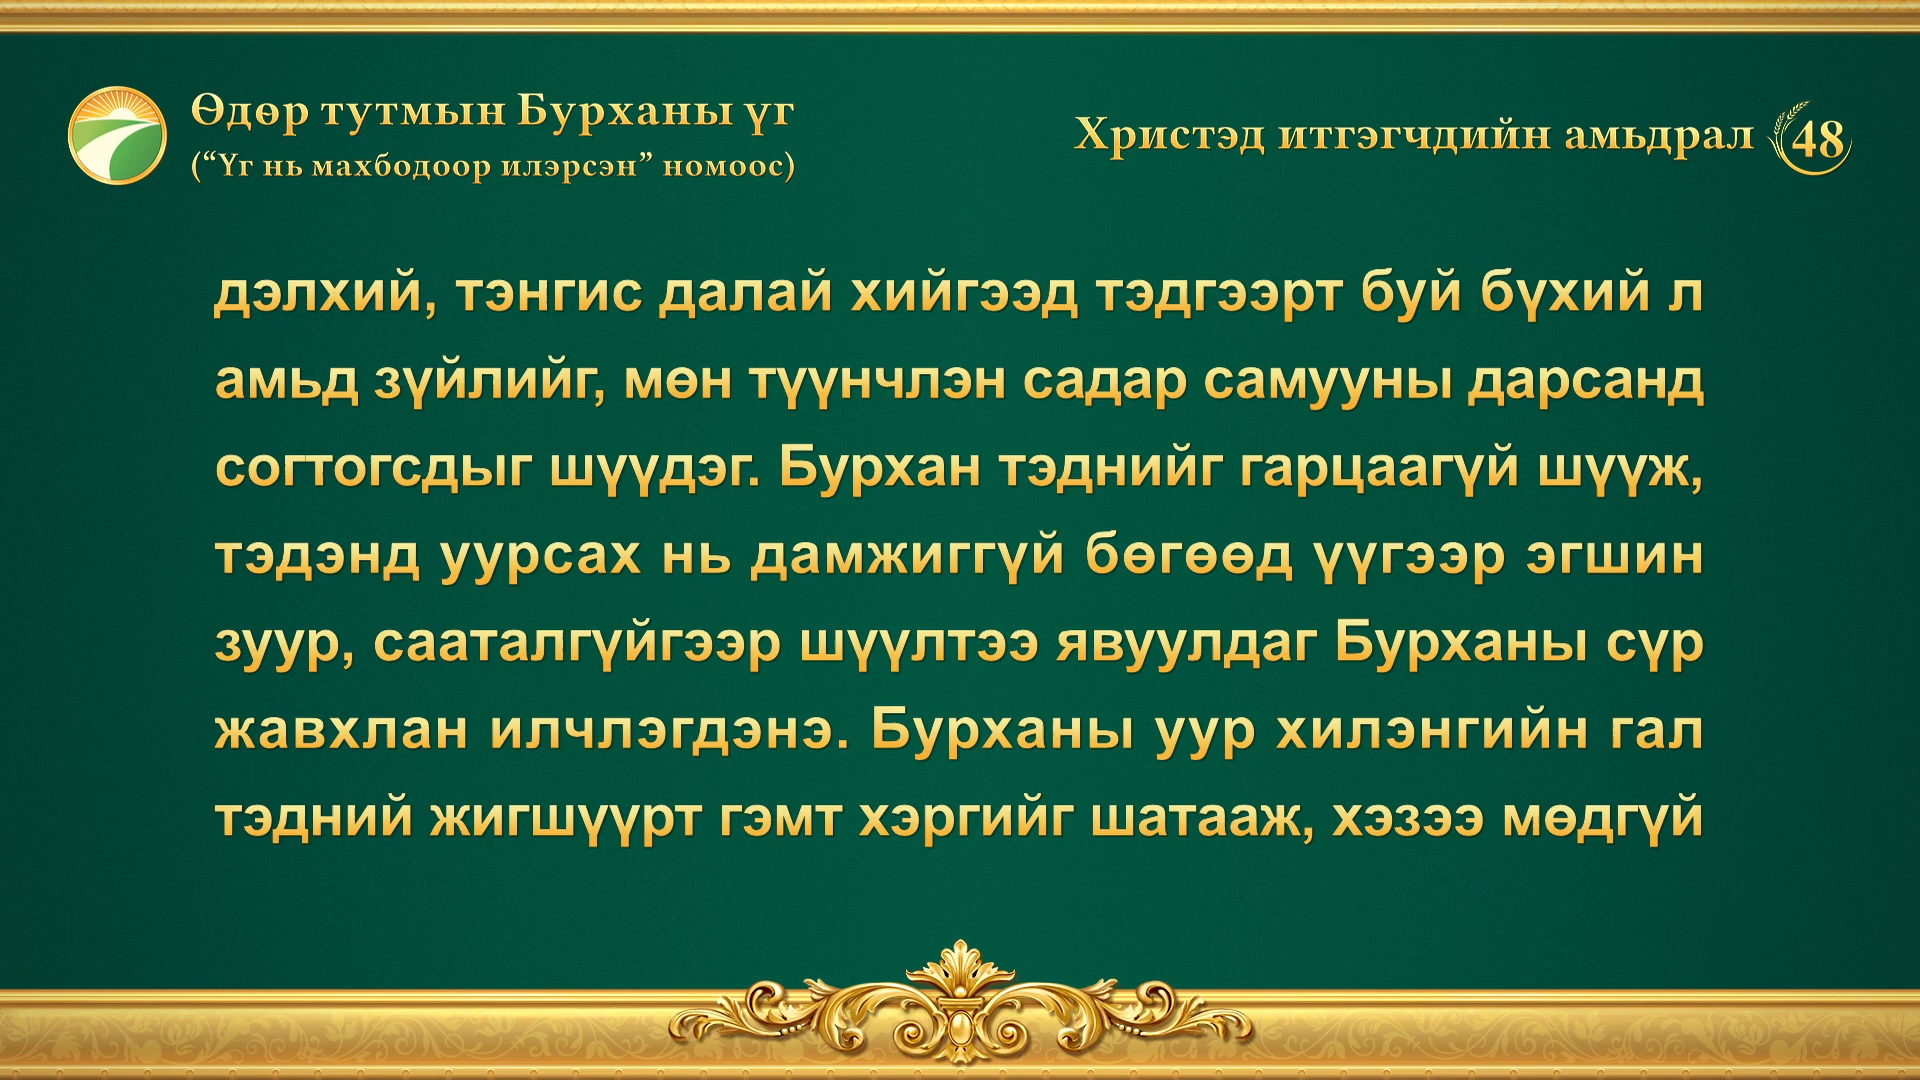 Өдөр тутмын Бурханы үг
(“Үг нь махбодоор илэрсэн” номоос)
Христэд итгэгчдийн амьдрал 48
дэлхий, тэнгис далай хийгээд тэдгээрт буй бүхий л
амьд зүйлийг, мөн түүнчлэн садар самууны дарсанд
согтогсдыг шүүдэг. Бурхан тэднийг гарцаагүй шүүж,
тэдэнд уурсах нь дамжиггүй бөгөөд үүгээр эгшин
зуур, сааталгүйгээр шүүлтээ явуулдаг Бурханы сүр
жавхлан илчлэгдэнэ. Бурханы уур хилэнгийн гал
тэдний жигшүүрт гэмт хэргийг шатааж, хэзээ мөдгүй